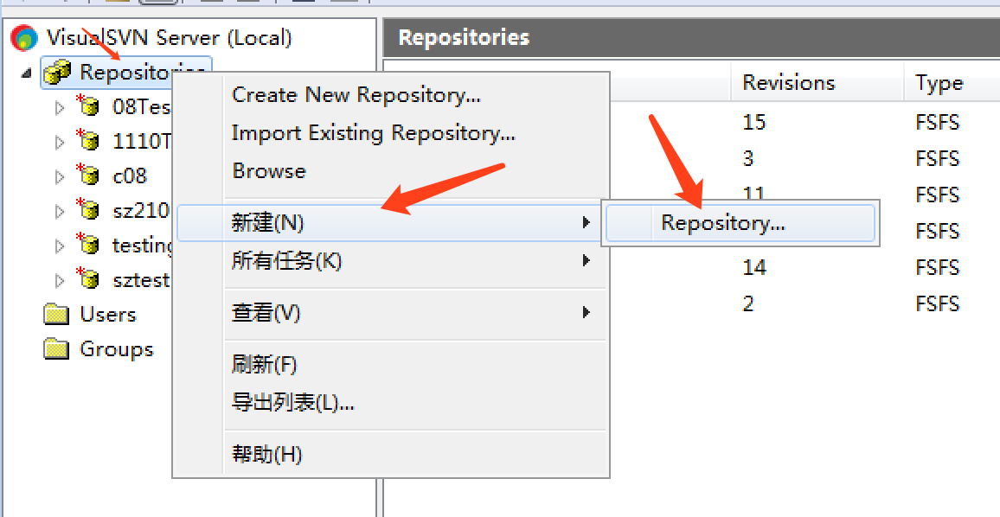 VisualSVN Server (Local)
Repositories
08Tes
1110T
c08
sz210
testing
sztest
Users
Groups
Create New Repository...
Import Existing Repository...
Browse
新建(N)
所有任务(K)
查看(V)
刷新(F)
导出列表(L)...
帮助(H)
Repository...
Repositories
Revisions Type
15 FSFS
3 FSFS
11 FSFS
FSFS
14 FSFS
2 FSFS